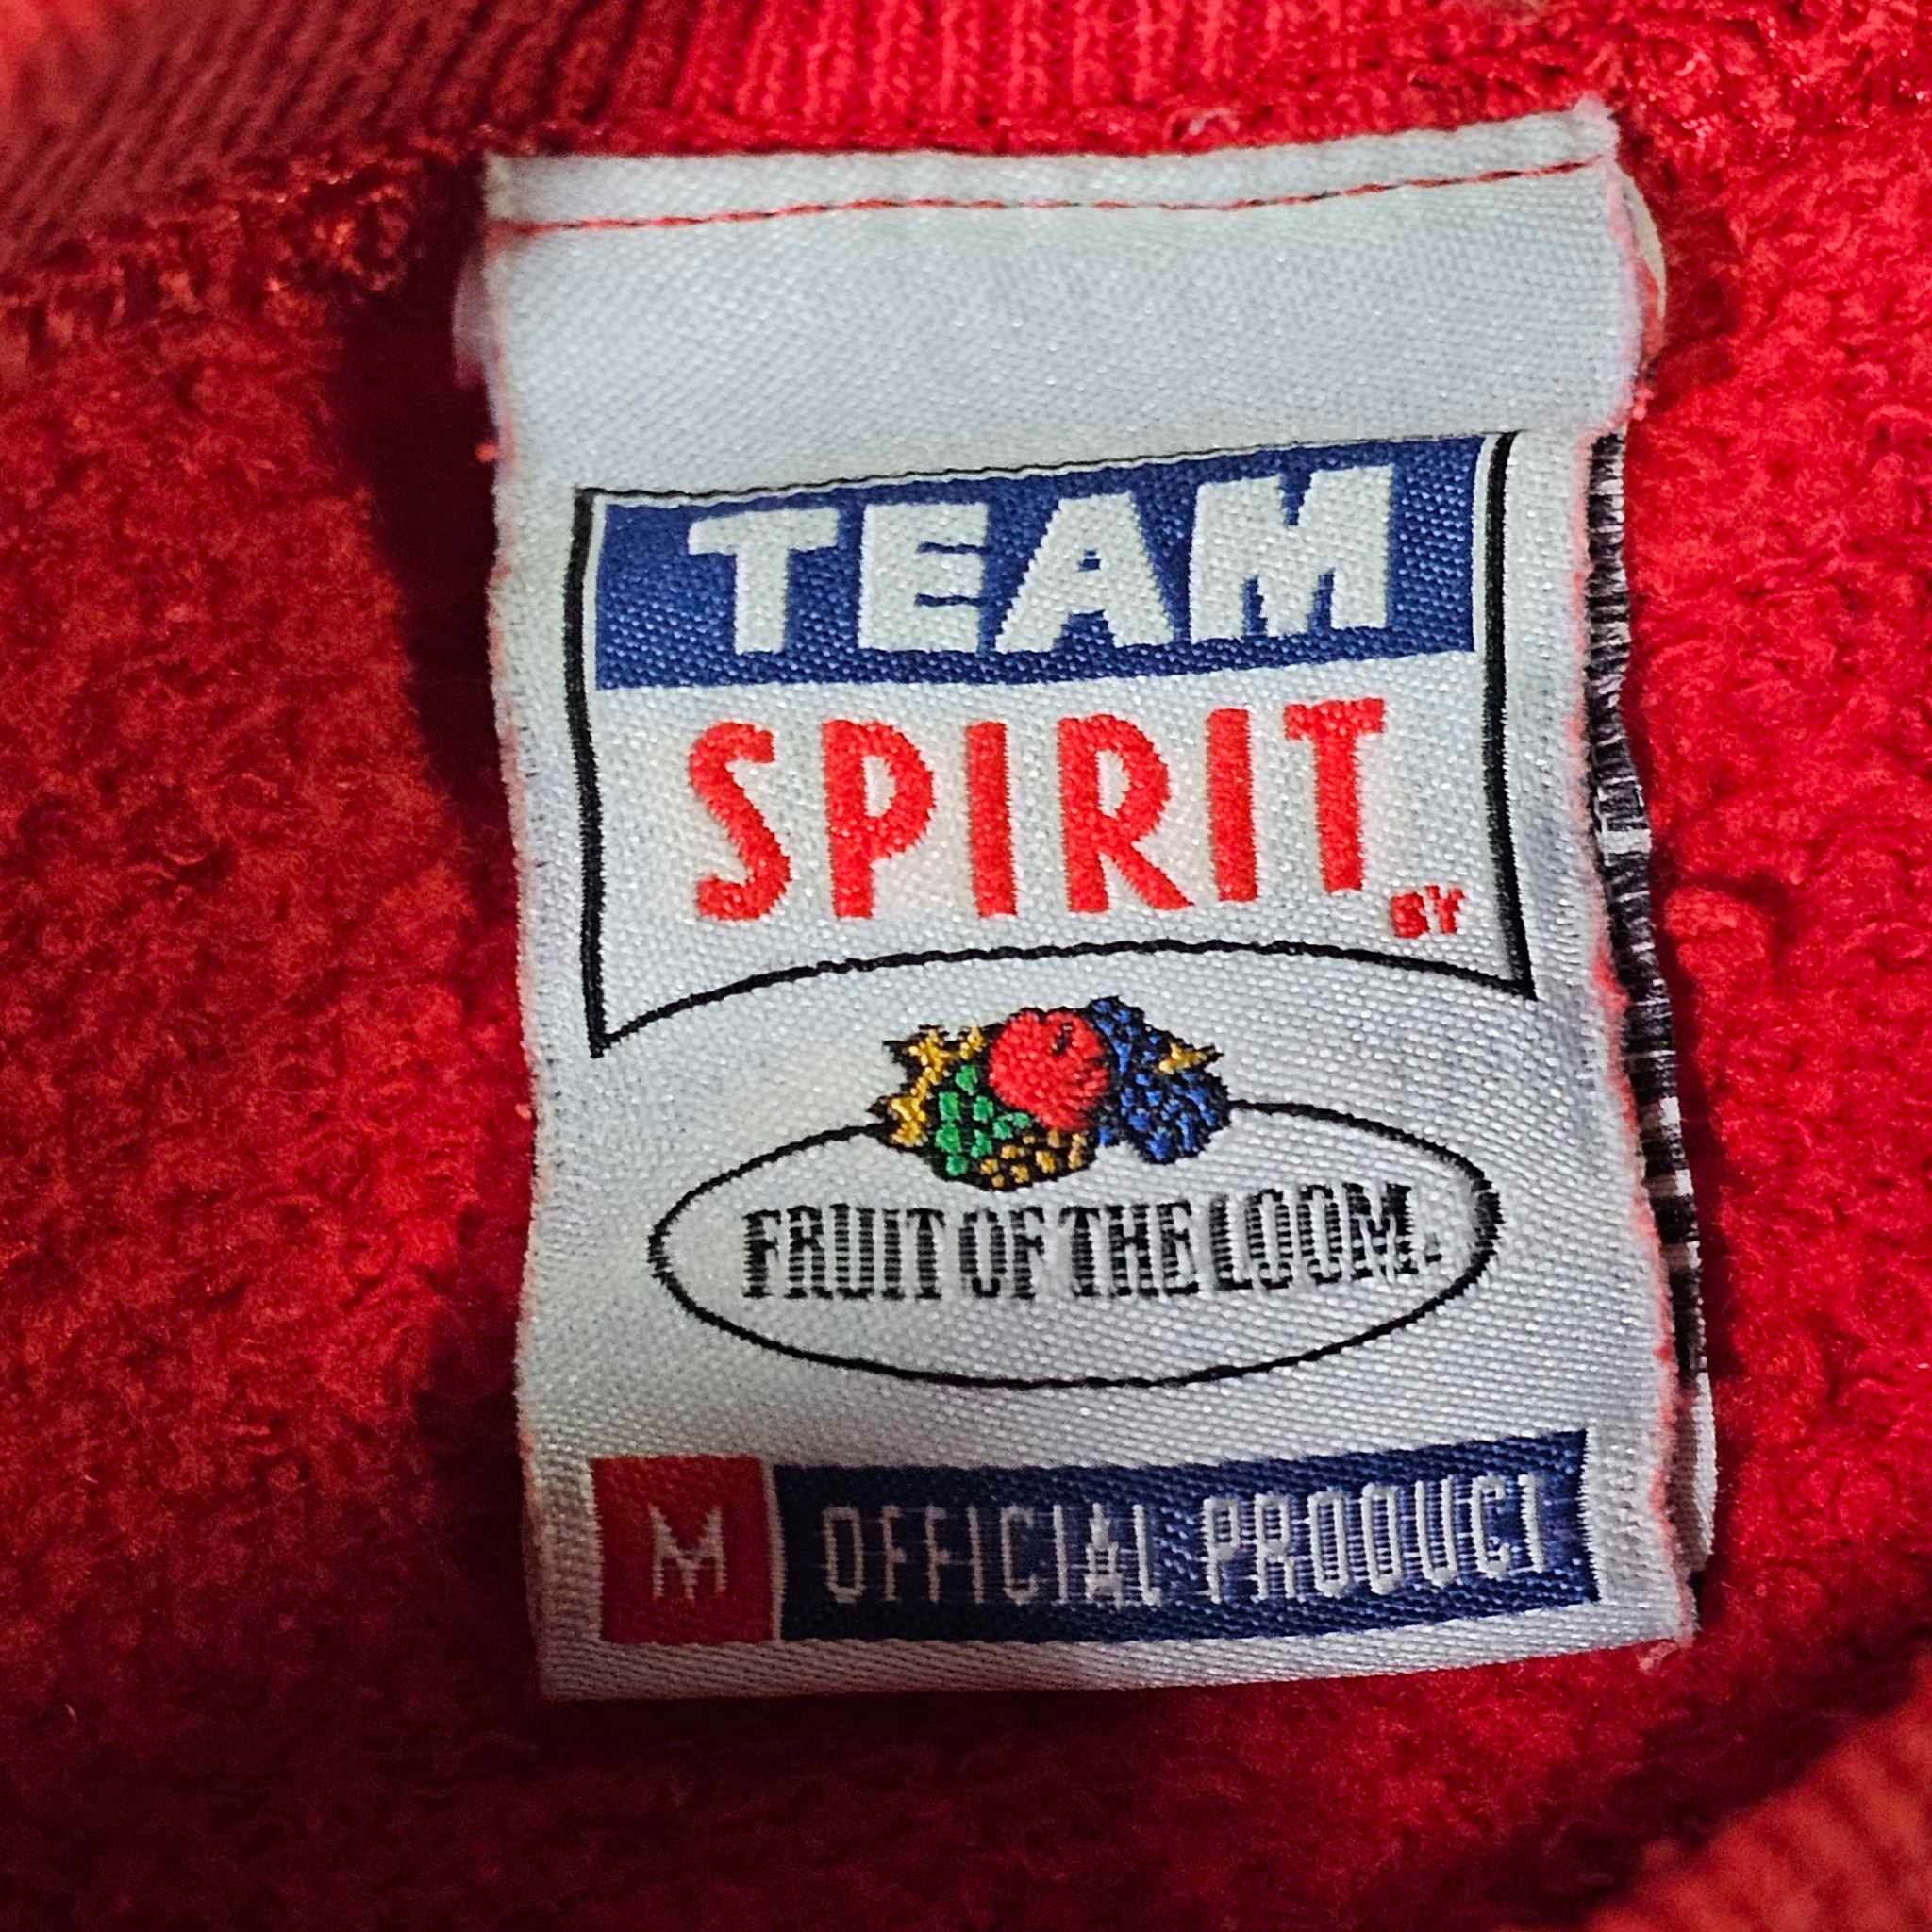 TEAM
SPIRIT BY
FRUIT OF THE LOOM.
M OFFICIAL PRODUCT